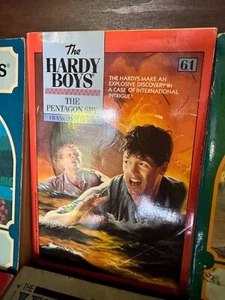 The
HARDY
BOYS®
61
THE HARDYS MAKE AN
EXPLOSIVE DISCOVERY IN
A CASE OF INTERNATIONAL
INTRIGUE!
THE
PENTAGON SPY
FRANKLIN
S®